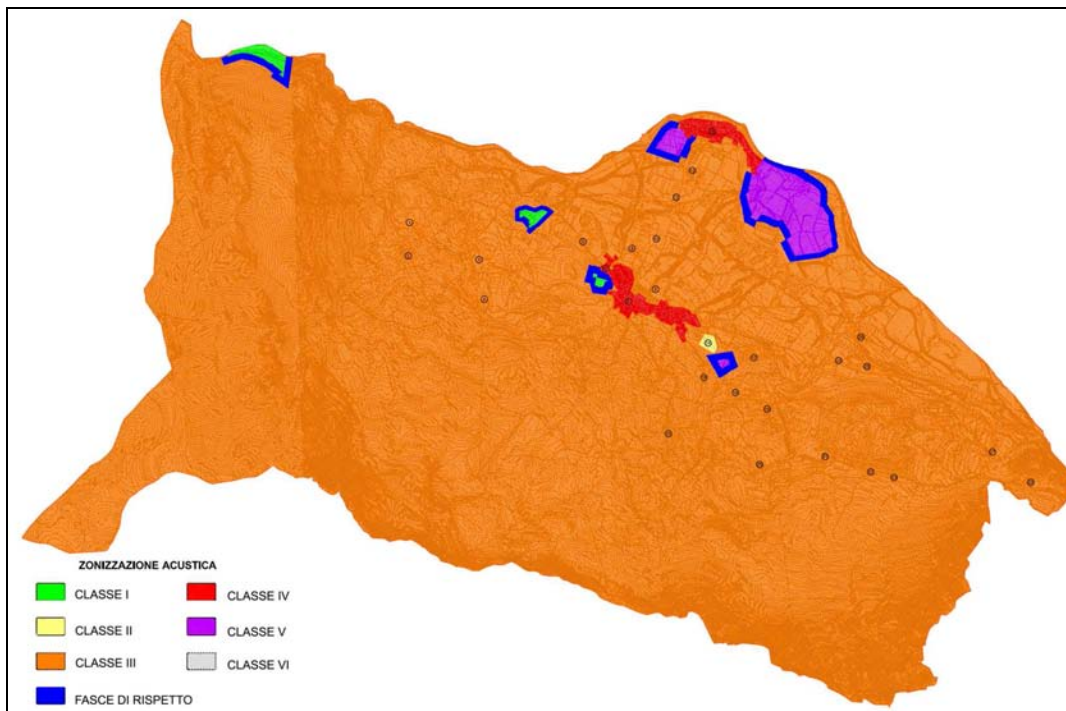 ZONIZZAZIONE ACUSTICA
CLASSE I
CLASSE IV
CLASSE II
CLASSE V
CLASSE III
CLASSE VI
FASCE DI RISPETTO